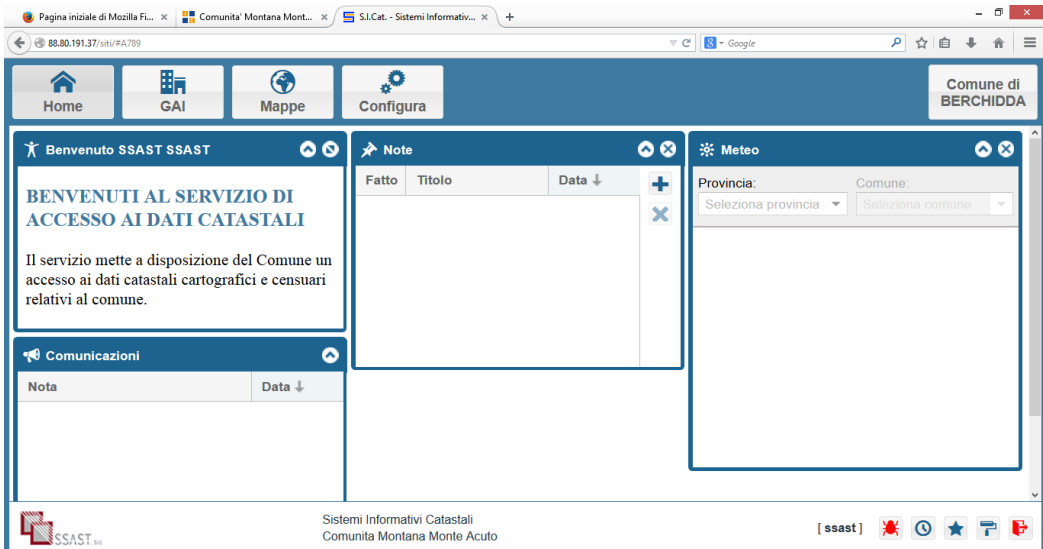 Pagina iniziale di Mozilla Fi... × Comunita' Montana Mont... × S.I.Cat. - Sistemi Informativ... × +
88.80.191.37/siti/#A789
8 - Google
Home
GAI
Mappe
Configura
Comune di
BERCHIDDA
Benvenuto SSAST SSAST
BENVENUTI AL SERVIZIO DI
ACCESSO AI DATI CATASTALI
Il servizio mette a disposizione del Comune un
accesso ai dati catastali cartografici e censuari
relativi al comune.
Comunicazioni
Nota Data
Note
Fatto Titolo Data
Meteo
Provincia: Comune:
Seleziona provincia Seleziona comune
SSAST Srl
Sistemi Informativi Catastali
Comunita Montana Monte Acuto
[ ssast ]